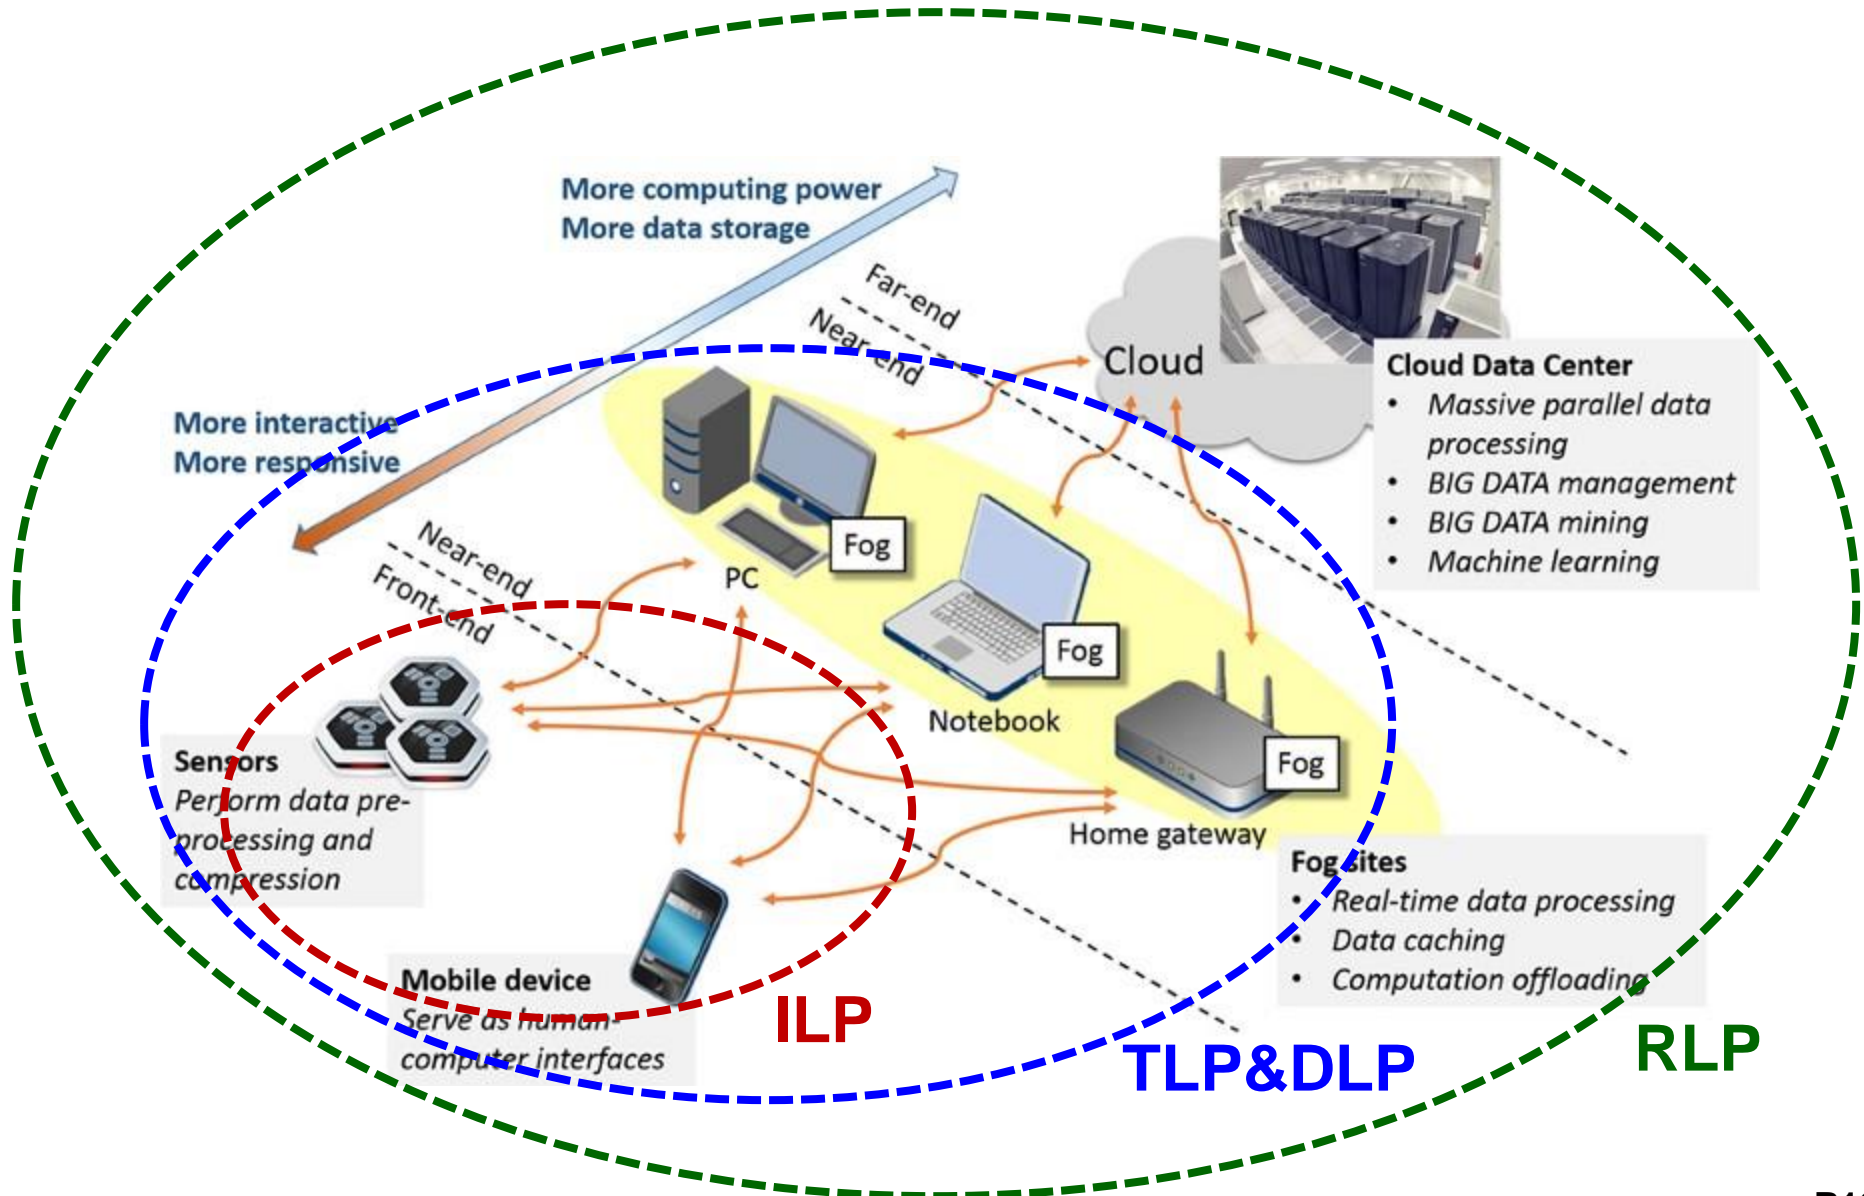 More computing power
More data storage
Far-end
Near-end
Cloud
Cloud Data Center
• Massive parallel data
processing
• BIG DATA management
• BIG DATA mining
• Machine learning
More interactive
More responsive
Near-end
Front-end
Fog
PC
Fog
Notebook
Fog
Home gateway
Sensors
Perform data pre-
processing and
compression
Fog sites
• Real-time data processing
• Data caching
• Computation offloading
Mobile device
Serve as human-
computer interfaces
ILP
TLP&DLP
RLP